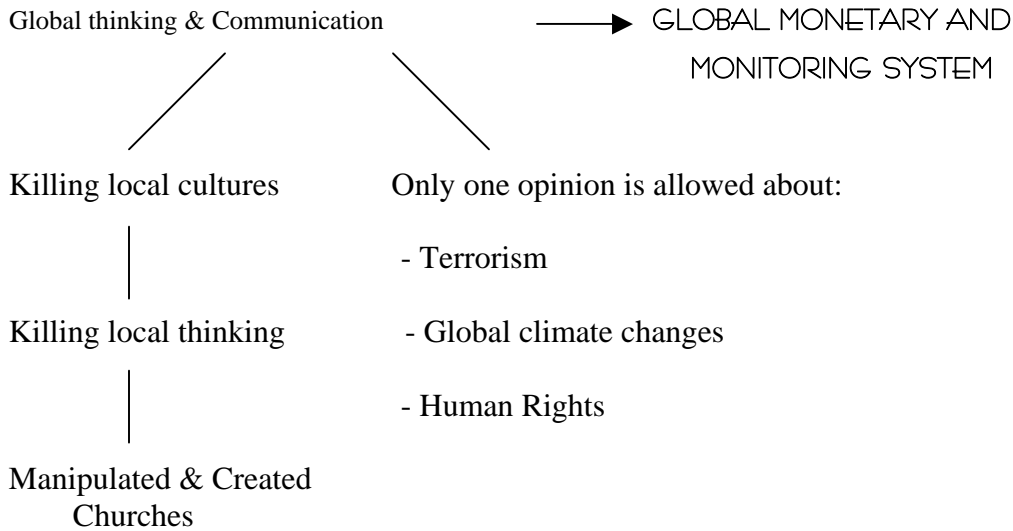 Global thinking & Communication
GLOBAL MONETARY AND
MONITORING SYSTEM
Killing local cultures
Only one opinion is allowed about:
- Terrorism
Killing local thinking
- Global climate changes
- Human Rights
Manipulated & Created
Churches